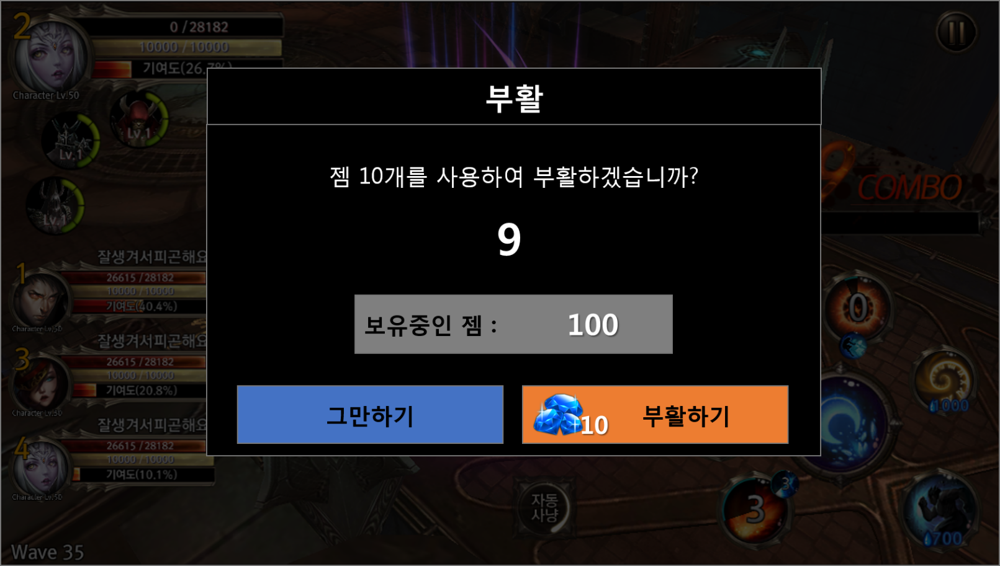 2
0 / 28182
10000 / 10000
기여도(26.7%)
Character Lv.50
Lv.1
Lv.1
Lv.1
부활
젬 10개를 사용하여 부활하겠습니까?
9
보유중인 젬 : 100
그만하기
10 부활하기
9 COMBO
잘생겨서피곤해요
1
26615 / 28182
10000 / 10000
기여도(40.4%)
Character Lv.50
잘생겨서피곤해요
3
26615 / 28182
10000 / 10000
기여도(20.8%)
Character Lv.50
잘생겨서피곤해요
4
26615 / 28182
10000 / 10000
기여도(10.1%)
Character Lv.50
0
1000
자동
사냥
3
3
700
Wave 35